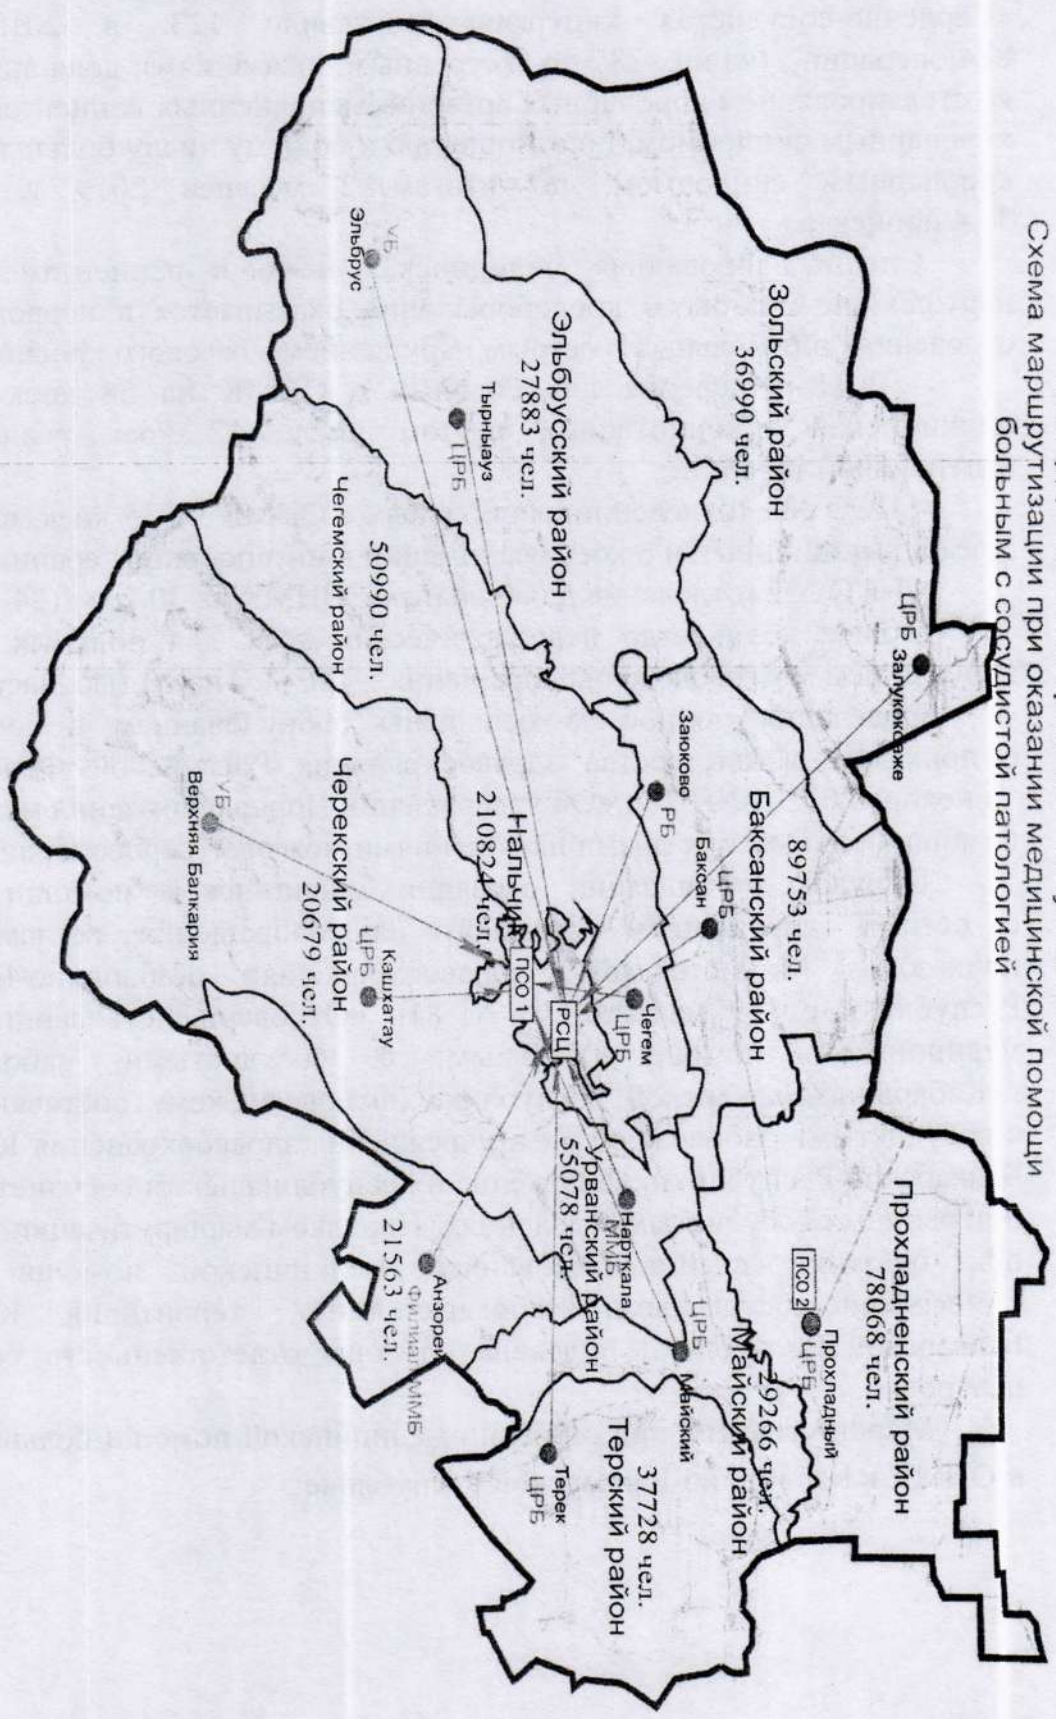 Схема маршрутизации при оказании медицинской помощи
больным с сосудистой патологией
Зольский район
36990 чел.
ЦРБ Залукокоаже
Баксанский район
89753 чел.
Заюково
РБ
Баксан
ЦРБ
Прохладненский район
78068 чел.
ПСО 2
Прохладный
ЦРБ
Майский район
29266 чел.
ЦРБ
Майский
Эльбрусский район
27883 чел.
Тырныауз
ЦРБ
УБ
Эльбрус
Чегем
ЦРБ
Урванский район
55078 чел.
Нарткала
ММБ
37728 чел.
Терский район
Терек
ЦРБ
50990 чел.
Чегемский район
Нальчик
210824 чел.
ПСО 1
РСЦ
Черекский район
20679 чел.
Кашхатау
ЦРБ
УБ
Верхняя Балкария
21563 чел.
Анзорей
Филиал ММБ